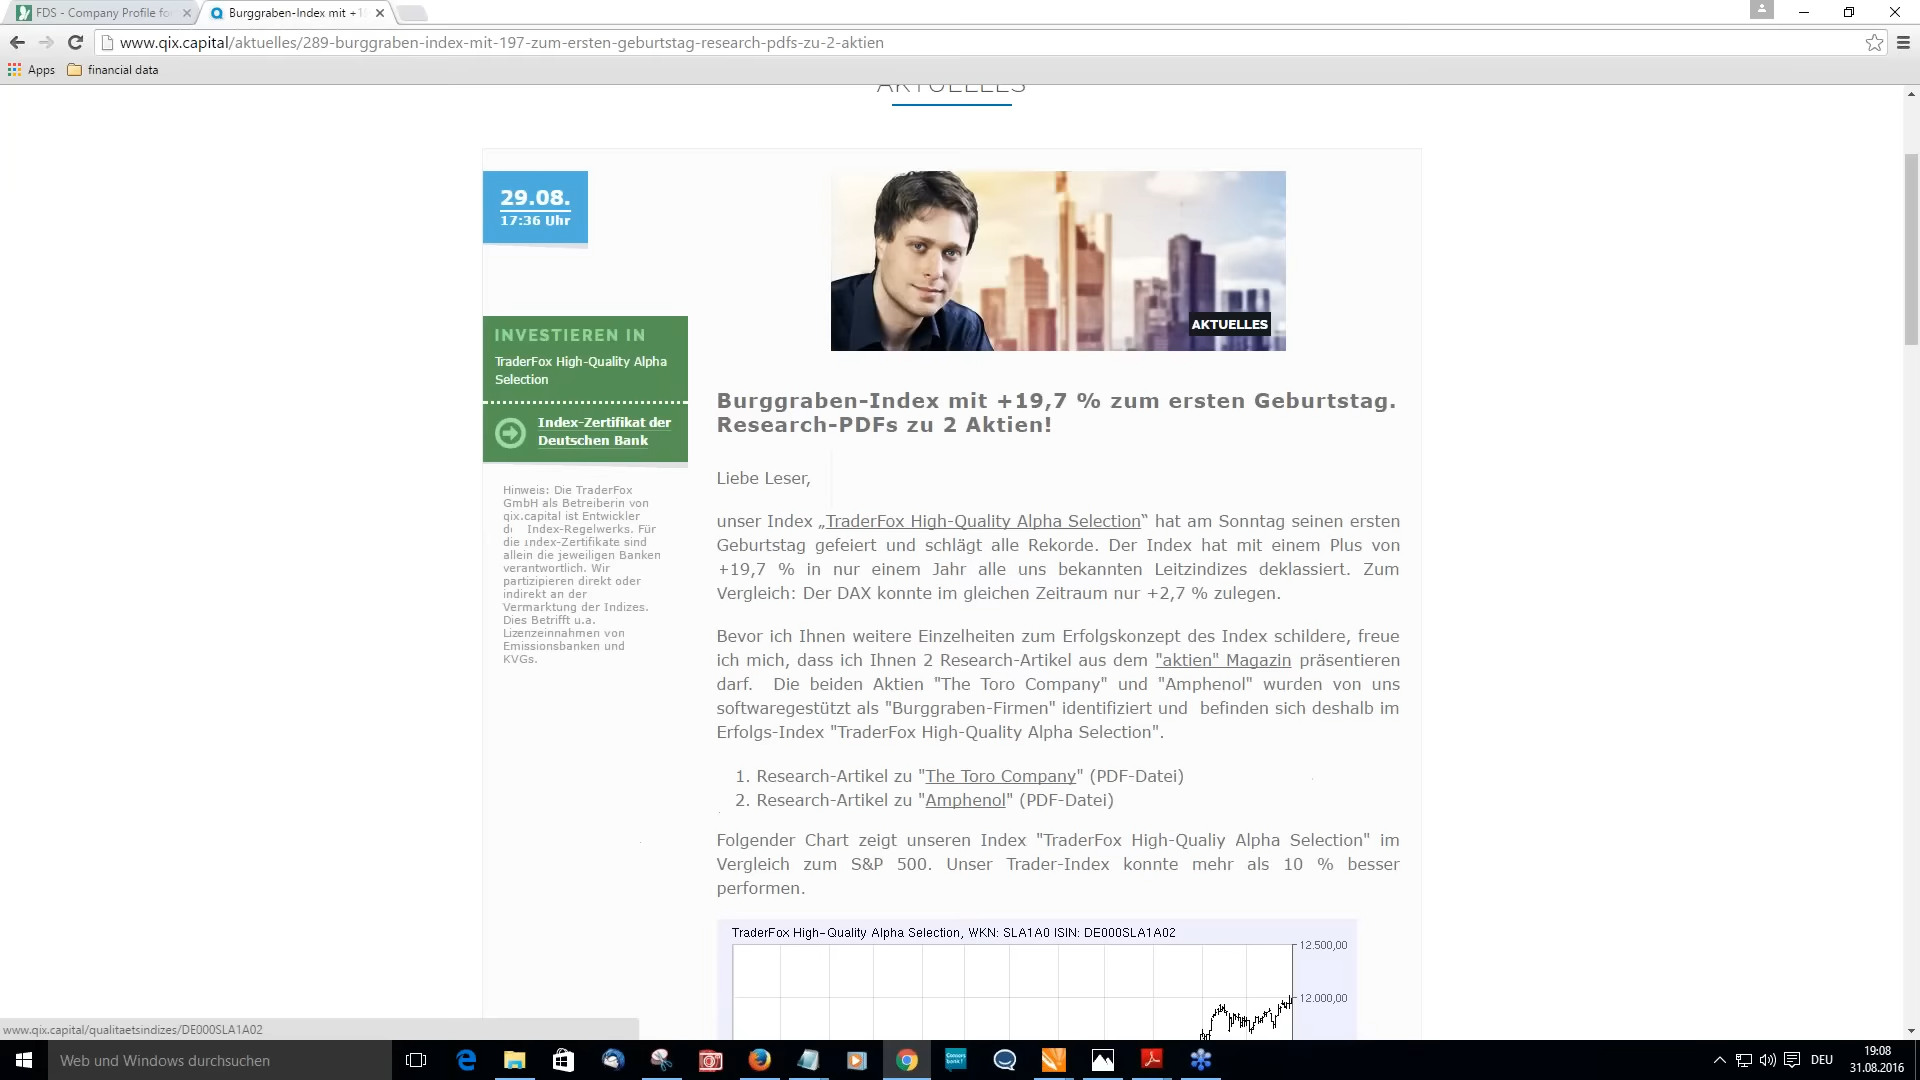 FDS - Company Profile fo
Burggraben-Index mit +1
www.qix.capital/aktuelles/289-burggraben-index-mit-197-zum-ersten-geburtstag-research-pdfs-zu-2-aktien
Apps
financial data
AKTUELLES
29.08.
17:36 Uhr
AKTUELLES
INVESTIEREN IN
TraderFox High-Quality Alpha
Selection
Index-Zertifikat der
Deutschen Bank
Hinweis: Die TraderFox
GmbH als Betreiberin von
qix.capital ist Entwickler
Index-Regelwerks. Für
die Index-Zertifikate sind
allein die jeweiligen Banken
verantwortlich. Wir
partizipieren direkt oder
indirekt an der
Vermarktung der Indizes.
Dies Betrifft u.a.
Lizenzeinnahmen von
Emissionsbanken und
KVGs.
Burggraben-Index mit +19,7 % zum ersten Geburtstag.
Research-PDFs zu 2 Aktien!
Liebe Leser,
unser Index „TraderFox High-Quality Alpha Selection“ hat am Sonntag seinen ersten
Geburtstag gefeiert und schlägt alle Rekorde. Der Index hat mit einem Plus von
+19,7 % in nur einem Jahr alle uns bekannten Leitzindizes deklassiert. Zum
Vergleich: Der DAX konnte im gleichen Zeitraum nur +2,7 % zulegen.
Bevor ich Ihnen weitere Einzelheiten zum Erfolgskonzept des Index schildere, freue
ich mich, dass ich Ihnen 2 Research-Artikel aus dem "aktien" Magazin präsentieren
darf. Die beiden Aktien "The Toro Company" und "Amphenol" wurden von uns
softwaregestützt als "Burggraben-Firmen" identifiziert und befinden sich deshalb im
Erfolgs-Index "TraderFox High-Quality Alpha Selection".
1. Research-Artikel zu "The Toro Company" (PDF-Datei)
2. Research-Artikel zu "Amphenol" (PDF-Datei)
Folgender Chart zeigt unseren Index "TraderFox High-Qualiy Alpha Selection" im
Vergleich zum S&P 500. Unser Trader-Index konnte mehr als 10 % besser
performen.
TraderFox High-Quality Alpha Selection, WKN: SLA1A0 ISIN: DE000SLA1A02
12.500,00
12.000,00
www.qix.capital/qualitaetsindizes/DE000SLA1A02
Web und Windows durchsuchen
DEU
19:08
31.08.2016